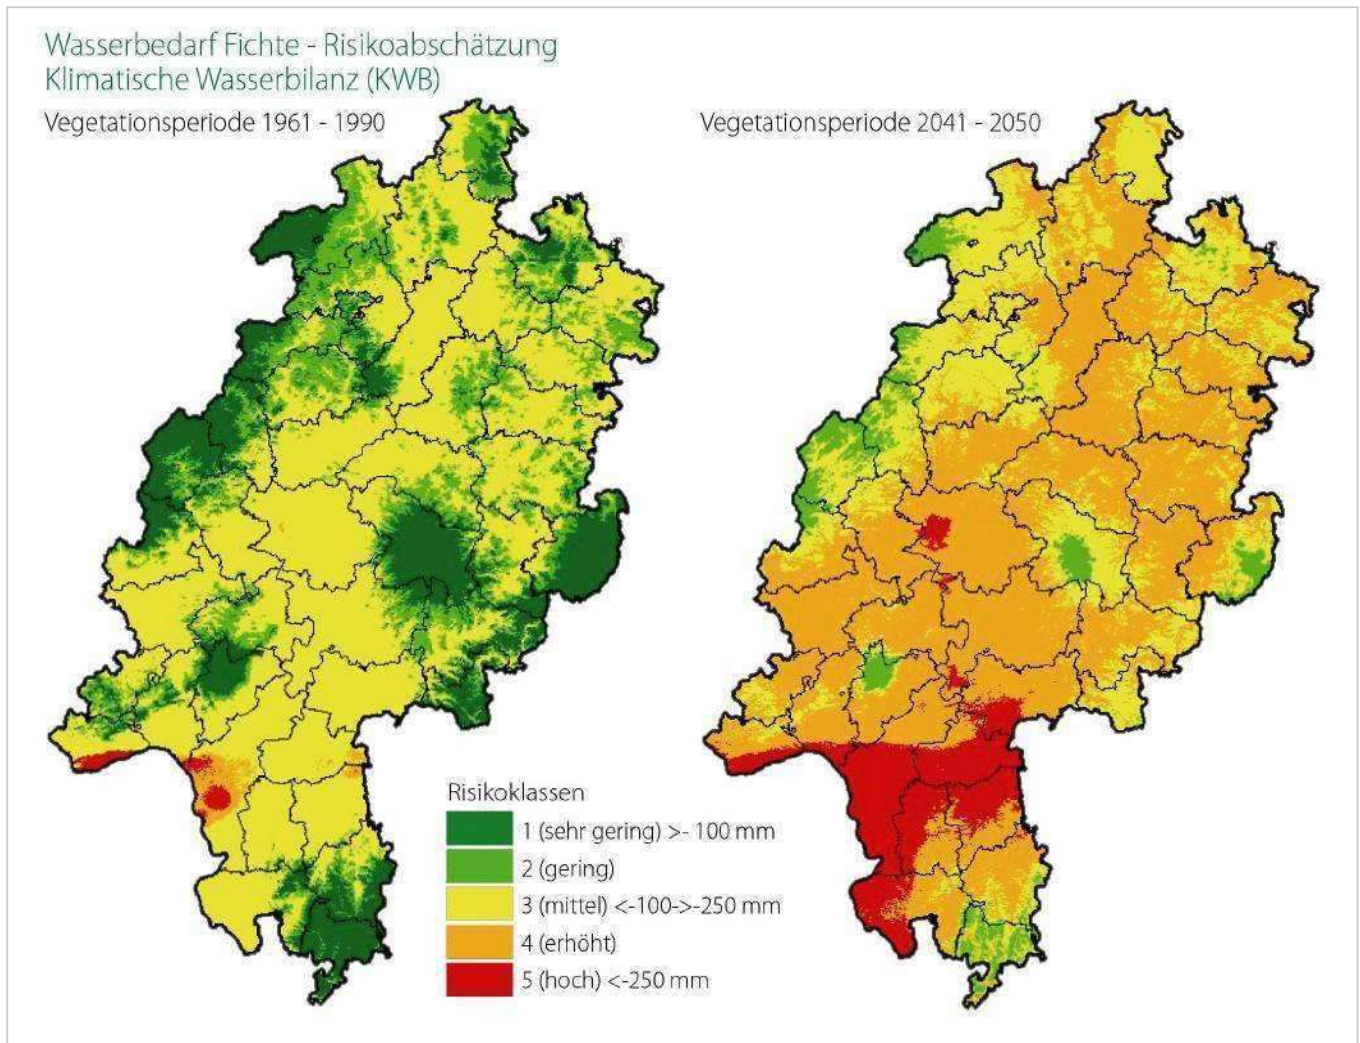 Wasserbedarf Fichte - Risikoabschätzung
Klimatische Wasserbilanz (KWB)
Vegetationsperiode 1961 - 1990
Vegetationsperiode 2041 - 2050
Risikoklassen
1 (sehr gering) >- 100 mm
2 (gering)
3 (mittel) <-100->-250 mm
4 (erhöht)
5 (hoch) <-250 mm